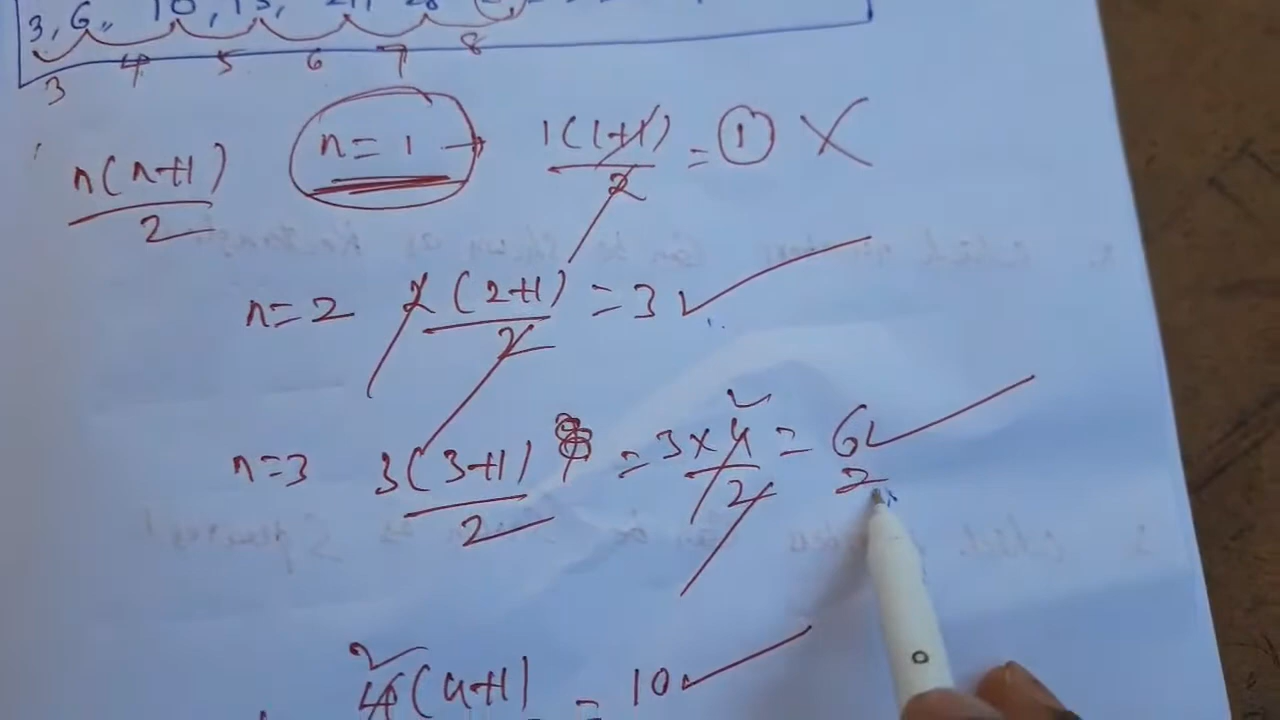 3, 6, 10, 15, 21, 28
3 4 5 6 7 8
n(n+1)/2 n=1 → 1(1+1)/2 = 1 X
n=2 2(2+1)/2 = 3 ✓
n=3 3(3+1)/2 = 3×4/2 = 6 ✓
2
2
4(4+1) = 10 ✓